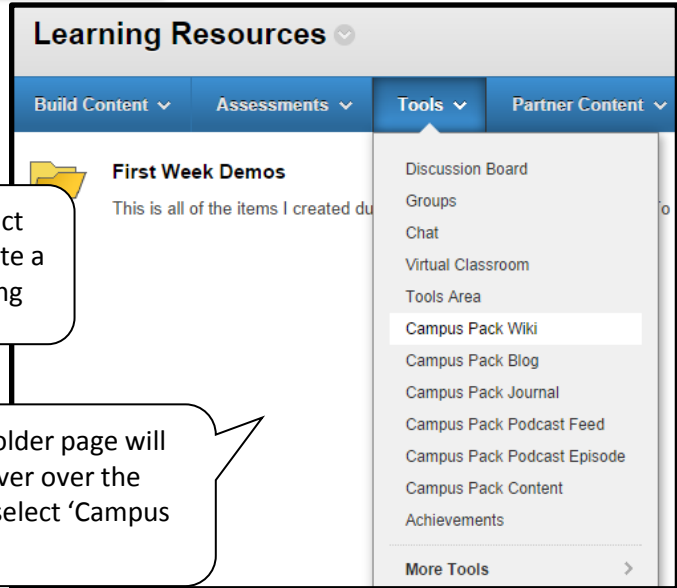 Learning Resources
Build Content Assessments Tools Partner Content
First Week Demos
This is all of the items I created du
Discussion Board
Groups
Chat
Virtual Classroom
Tools Area
Campus Pack Wiki
Campus Pack Blog
Campus Pack Journal
Campus Pack Podcast Feed
Campus Pack Podcast Episode
Campus Pack Content
Achievements
More Tools
ct
te a
ng
older page will
ver over the
select ‘Campus